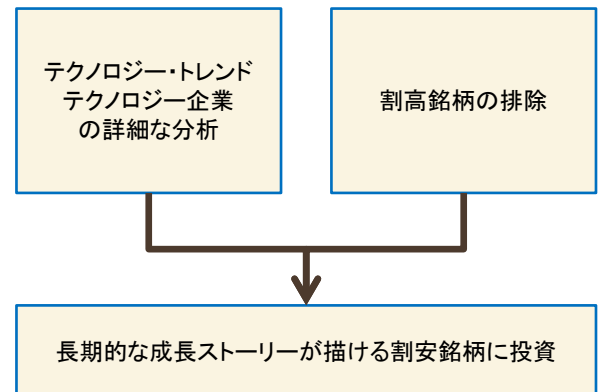 テクノロジー・トレンド
テクノロジー企業
の詳細な分析
割高銘柄の排除
長期的な成長ストーリーが描ける割安銘柄に投資